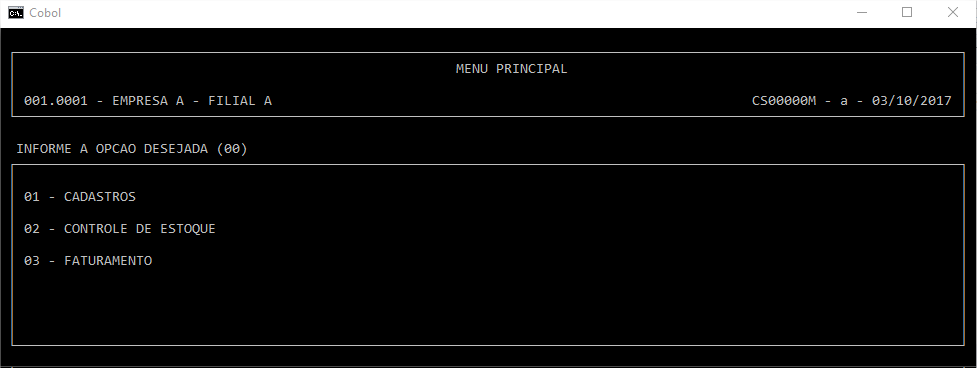 Cobol
MENU PRINCIPAL
001.0001 - EMPRESA A - FILIAL A CS00000M - a - 03/10/2017
INFORME A OPCAO DESEJADA (00)
01 - CADASTROS
02 - CONTROLE DE ESTOQUE
03 - FATURAMENTO